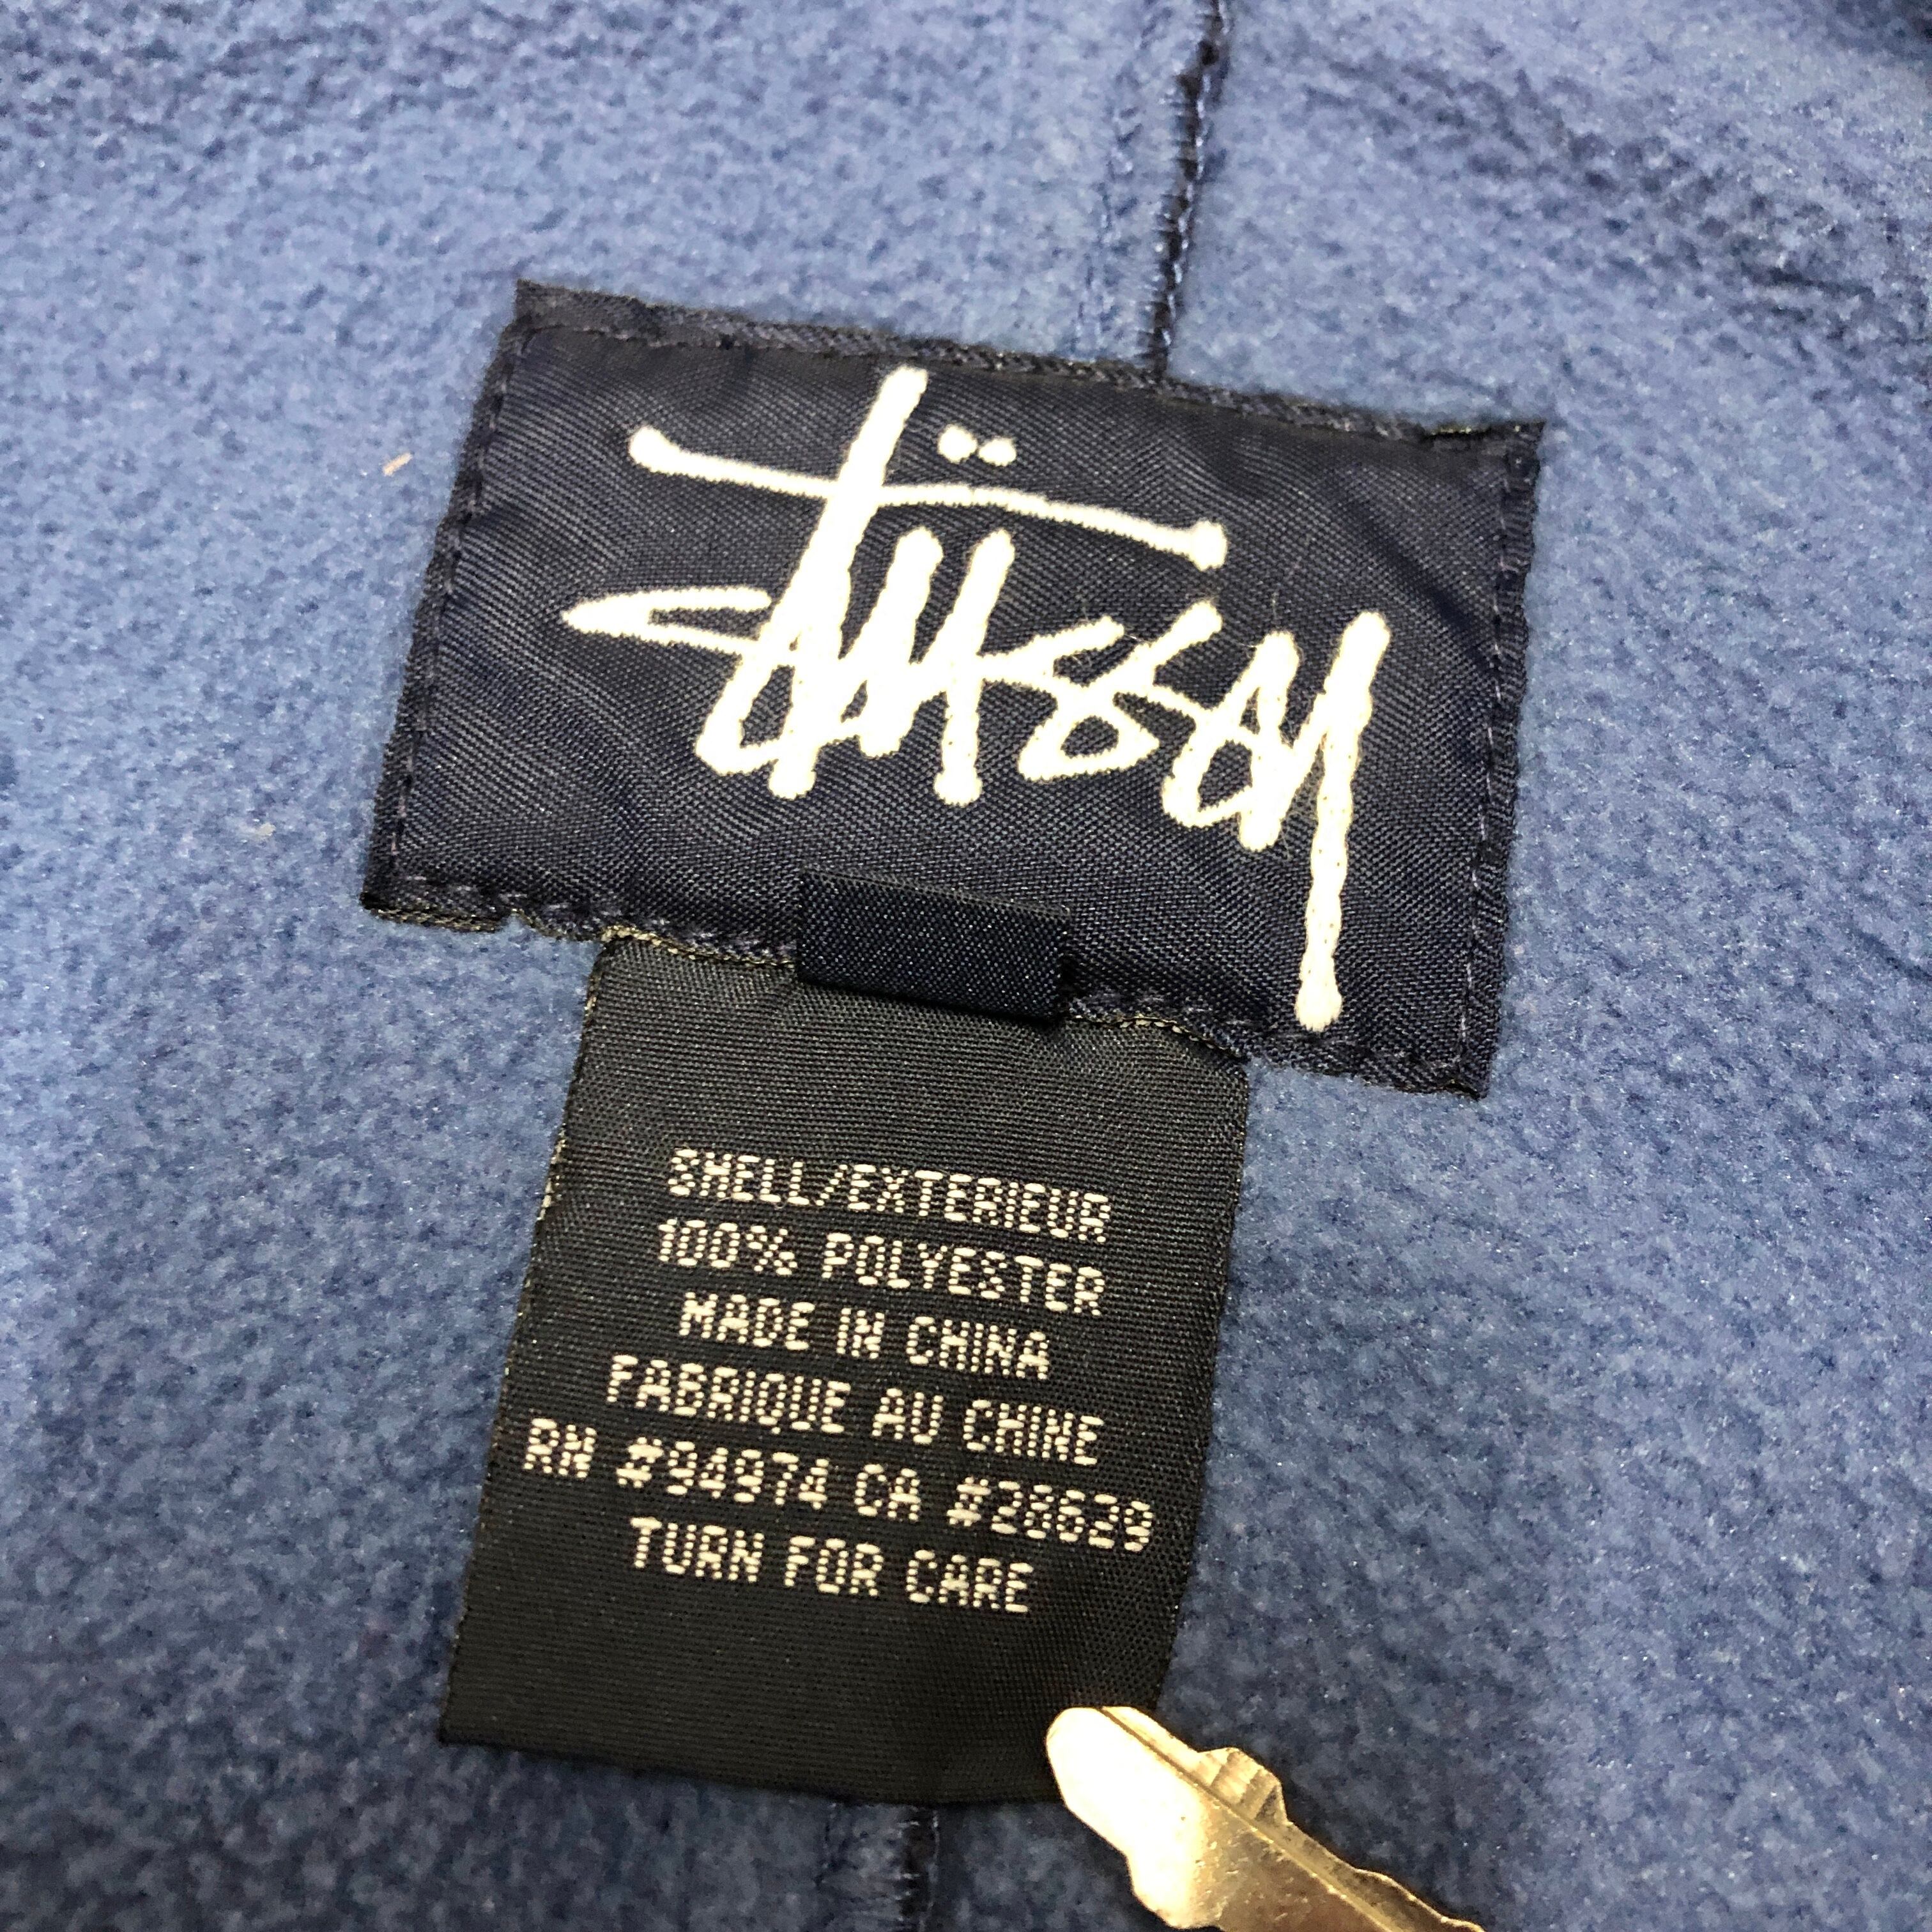 Stüssy
SHELL/EXTERIEUR
100% POLYESTER
MADE IN CHINA
FABRIQUE AU CHINE
RN #94974 CA #28629
TURN FOR CARE